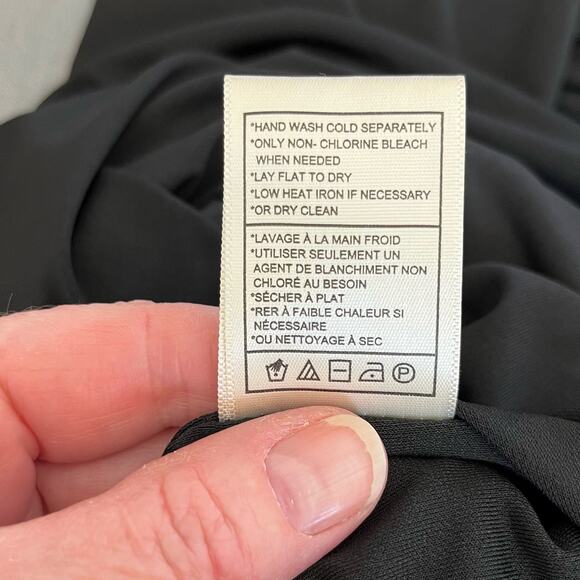 *HAND WASH COLD SEPARATELY
*ONLY NON- CHLORINE BLEACH
WHEN NEEDED
*LAY FLAT TO DRY
*LOW HEAT IRON IF NECESSARY
*OR DRY CLEAN
*LAVAGE À LA MAIN FROID
*UTILISER SEULEMENT UN
AGENT DE BLANCHIMENT NON
CHLORÉ AU BESOIN
*SÉCHER À PLAT
*RER À FAIBLE CHALEUR SI
NÉCESSAIRE
*OU NETTOYAGE À SEC
P